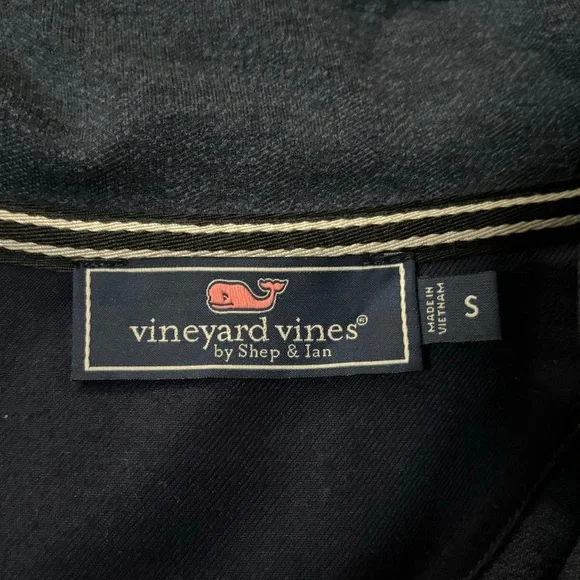 vineyard vines®
by Shep & Ian
MADE IN
VIETNAM
S